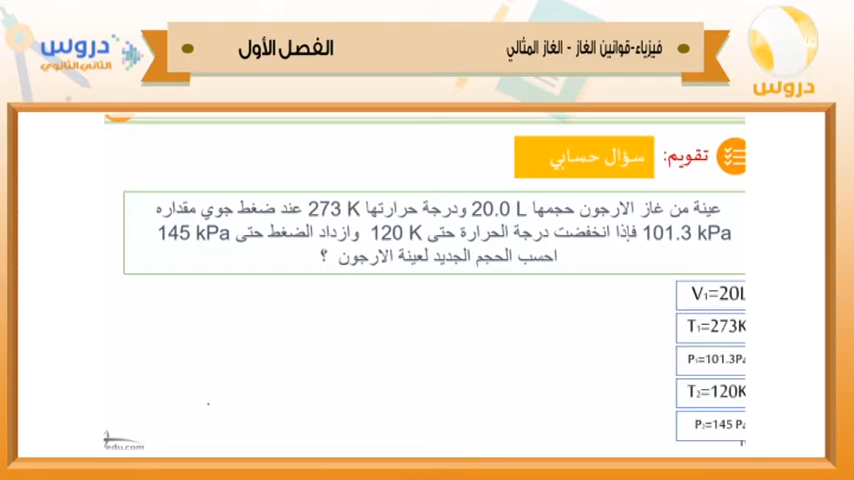 دروس
الثاني الثانوي
الفصل الأول
فيزياء-قوانين الغاز - الغاز المثالي
دروس
تقويم:
سؤال حسابي
عينة من غاز الارجون حجمها 20.0 L ودرجة حرارتها 273 K عند ضغط جوي مقداره
101.3 kPa فإذا انخفضت درجة الحرارة حتى 120 K وازداد الضغط حتى 145 kPa
احسب الحجم الجديد لعينة الارجون ؟
V₁=20L
T₁=273K
P₁=101.3Pa
T₂=120K
P₂=145 Pa
edu.com